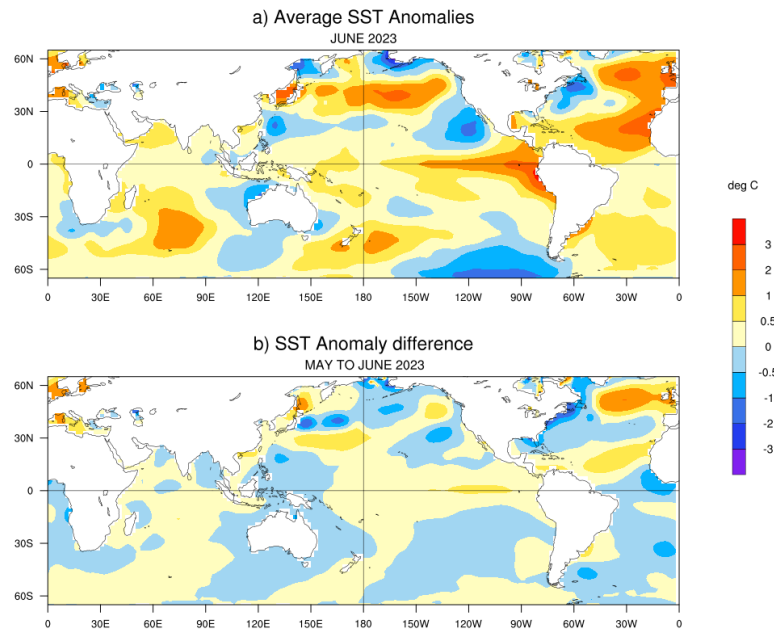 a) Average SST Anomalies
JUNE 2023
60N
30N
0
30S
60S
0 30E 60E 90E 120E 150E 180 150W 120W 90W 60W 30W 0
deg C
3
2
1
0.5
0
-0.5
-1
-2
-3
b) SST Anomaly difference
MAY TO JUNE 2023
60N
30N
0
30S
60S
0 30E 60E 90E 120E 150E 180 150W 120W 90W 60W 30W 0